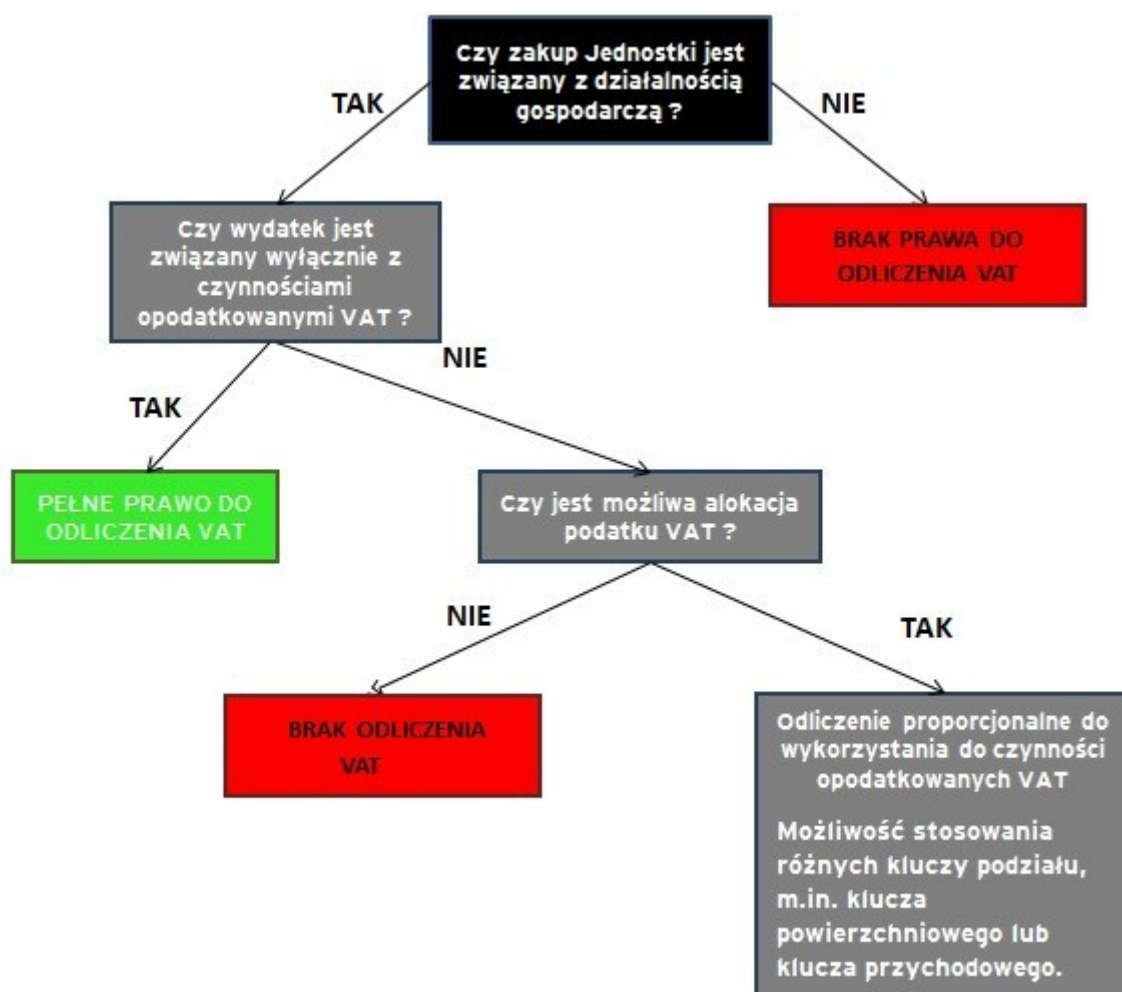 Czy zakup Jednostki jest
związany z działalnością
gospodarczą ?
TAK
NIE
Czy wydatek jest
związany wyłącznie z
czynnościami
opodatkowanymi VAT ?
BRAK PRAWA DO
ODLICZENIA VAT
TAK
NIE
PEŁNE PRAWO DO
ODLICZENIA VAT
Czy jest możliwa alokacja
podatku VAT ?
NIE
TAK
BRAK ODLICZENIA
VAT
Odliczenie proporcjonalne do
wykorzystania do czynności
opodatkowanych VAT
Możliwość stosowania
różnych kluczy podziału,
m.in. klucza
powierzchniowego lub
klucza przychodowego.